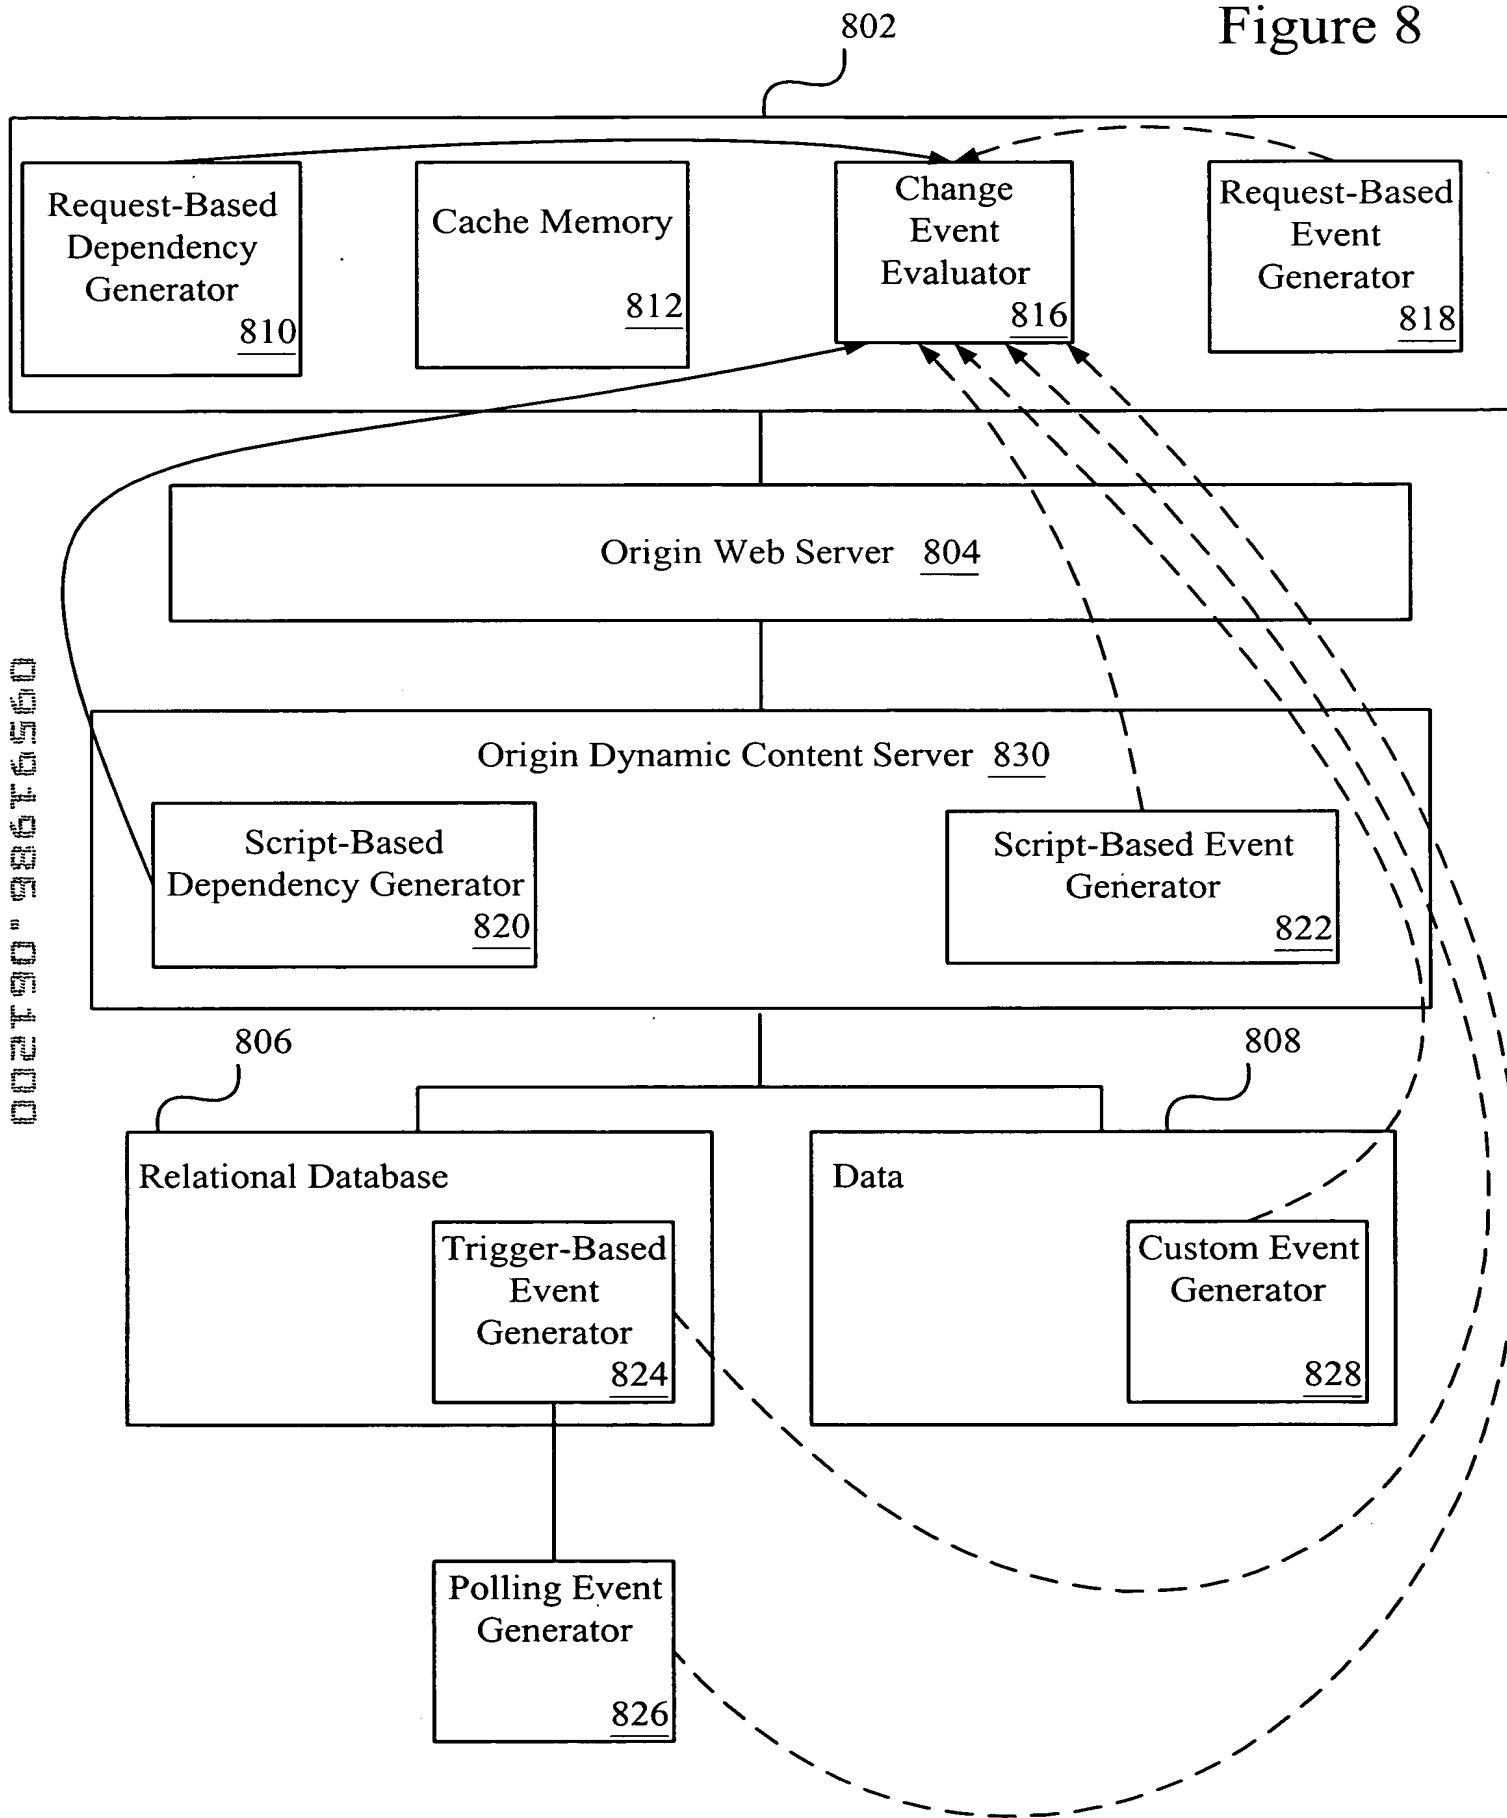 Figure 8
802
Request-Based
Dependency
Generator
810
Cache Memory
812
Change
Event
Evaluator
816
Request-Based
Event
Generator
818
Origin Web Server 804
Origin Dynamic Content Server 830
Script-Based
Dependency Generator
820
Script-Based Event
Generator
822
806
808
Relational Database
Trigger-Based
Event
Generator
824
Data
Custom Event
Generator
828
Polling Event
Generator
826
09591985.061200